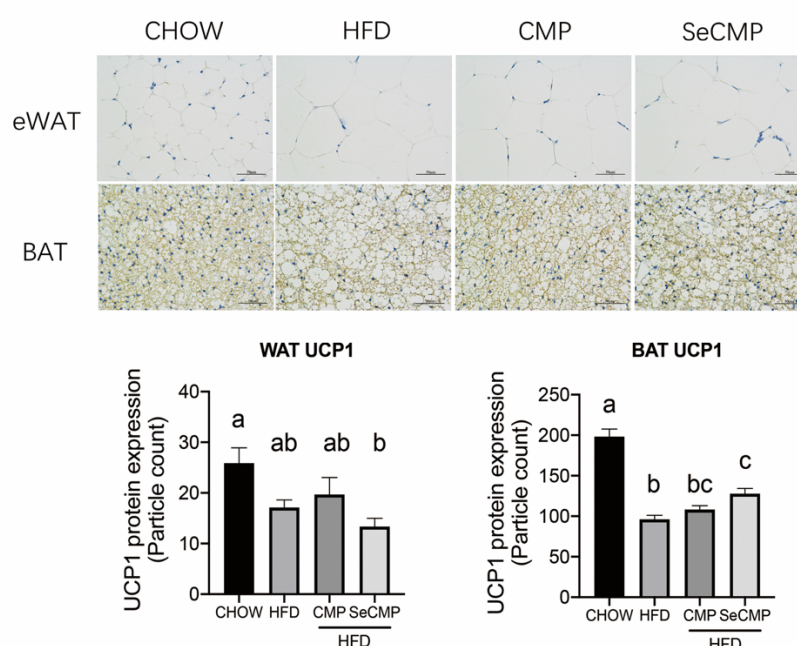 CHOW HFD CMP SeCMP
eWAT
BAT
WAT UCP1
UCP1 protein expression
(Particle count)
40
30
20
10
0
a ab ab b
CHOW HFD CMP SeCMP
HFD
BAT UCP1
UCP1 protein expression
(Particle count)
250
200
150
100
50
0
a b bc c
CHOW HFD CMP SeCMP
HFD